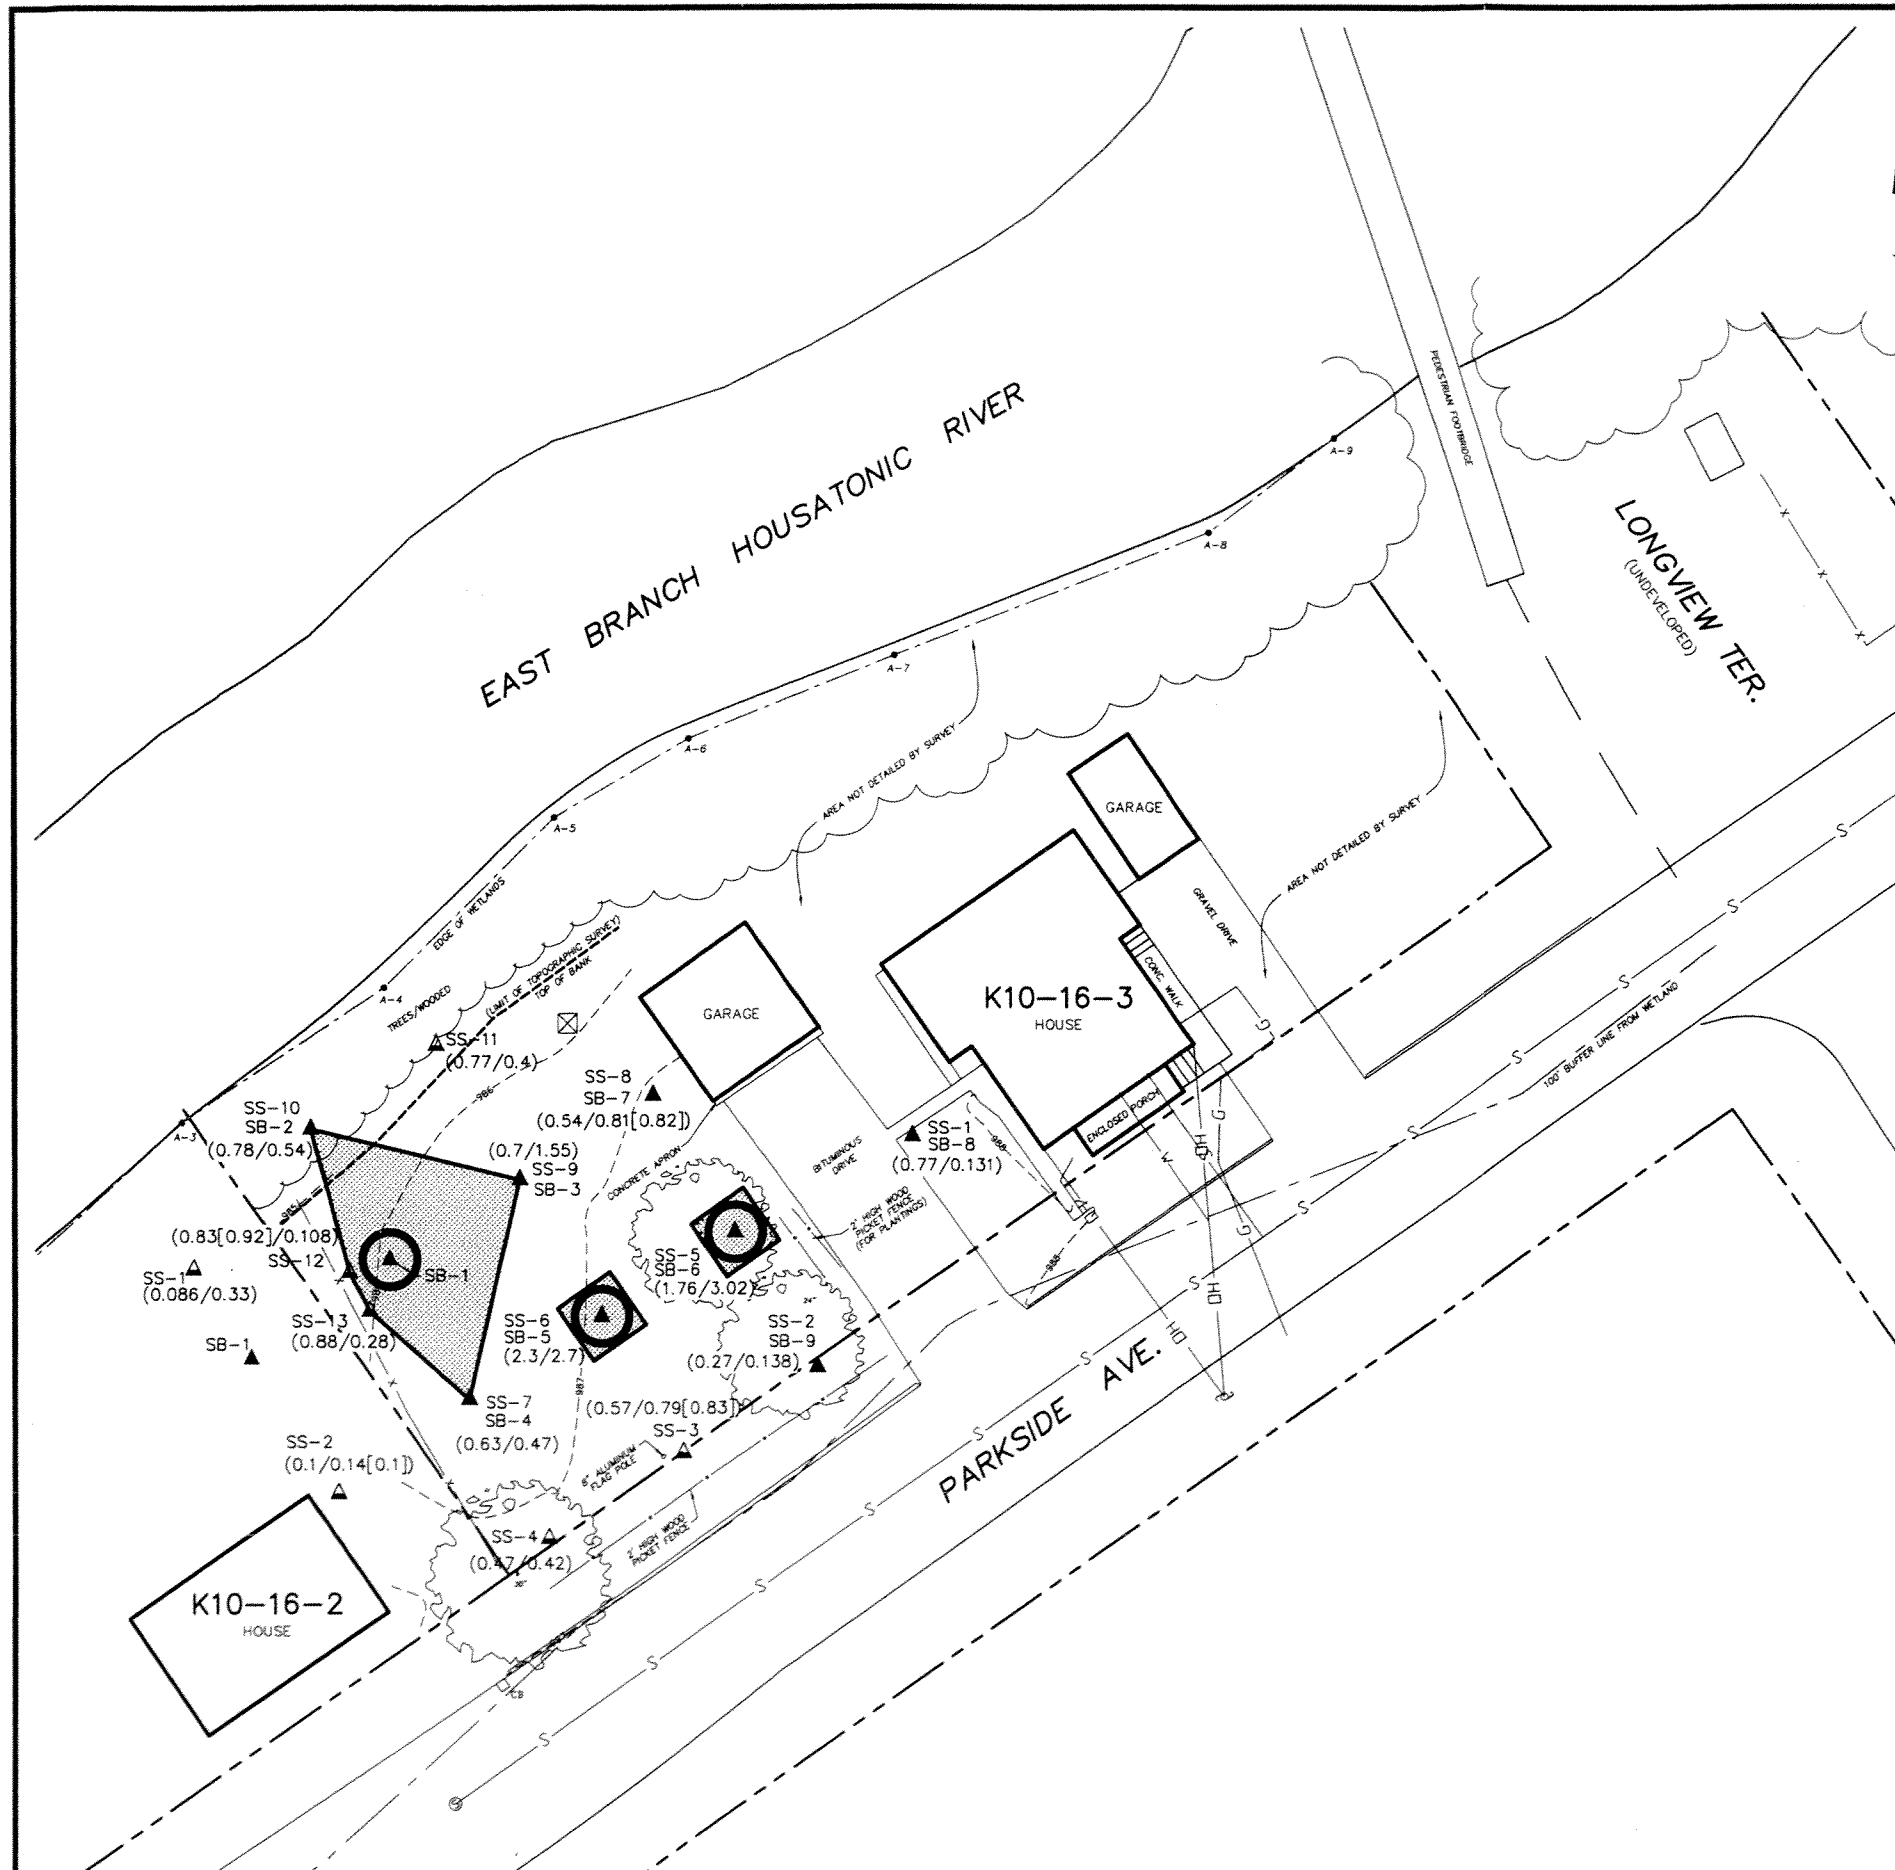 EAST BRANCH HOUSATONIC RIVER
PEDESTRIAN FOOTBRIDGE
LONGVIEW TER.
(UNDEVELOPED)
A-9
A-8
A-7
A-6
A-5
A-4
A-3
EDGE OF WETLANDS
TREES/WOODED
(LIMIT OF TOPOGRAPHIC SURVEY)
TOP OF BANK
AREA NOT DETAILED BY SURVEY
AREA NOT DETAILED BY SURVEY
GARAGE
GRAVEL DRIVE
CONC. WALK
K10-16-3
HOUSE
ENCLOSED PORCH
GARAGE
SS-11
(0.77/0.4)
986
SS-8
SB-7
(0.54/0.81[0.82])
SS-10
SB-2
(0.78/0.54)
(0.7/1.55)
SS-9
SB-3
CONCRETE APRON
BITUMINOUS
DRIVE
SS-1
SB-8
(0.77/0.131)
988
2' HIGH WOOD
PICKET FENCE
(FOR PLANTINGS)
985
(0.83[0.92]/0.108)
SS-12
SB-1
SS-1
(0.086/0.33)
SS-13
(0.88/0.28)
SB-1
SS-5
SB-6
(1.76/3.02)
24"
SS-6
SB-5
(2.3/2.7)
987
SS-2
SB-9
(0.27/0.138)
SS-7
SB-4
(0.63/0.47)
(0.57/0.79[0.83])
SS-3
6" ALUMINUM
FLAG POLE
SS-2
(0.1/0.14[0.1])
SS-4
(0.47/0.42)
2' HIGH WOOD
PICKET FENCE
K10-16-2
HOUSE
CB
PARKSIDE AVE.
100' BUFFER LINE FROM WETLAND
S
S
S
S
S
S
S
S
S
S
S
S
S
G
G
G
W
OH
OH
OH
X
X
X